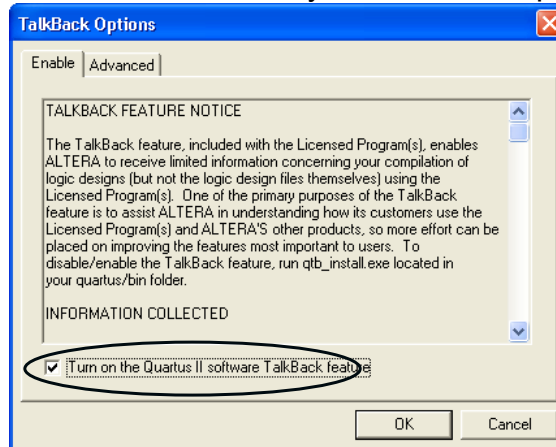 TalkBack Options
Enable
Advanced
TALKBACK FEATURE NOTICE
The TalkBack feature, included with the Licensed Program(s), enables
ALTERA to receive limited information concerning your compilation of
logic designs (but not the logic design files themselves) using the
Licensed Program(s). One of the primary purposes of the TalkBack
feature is to assist ALTERA in understanding how its customers use the
Licensed Program(s) and ALTERA'S other products, so more effort can be
placed on improving the features most important to users. To
disable/enable the TalkBack feature, run qtb_install.exe located in
your quartus/bin folder.
INFORMATION COLLECTED
Turn on the Quartus II software TalkBack feature
OK
Cancel